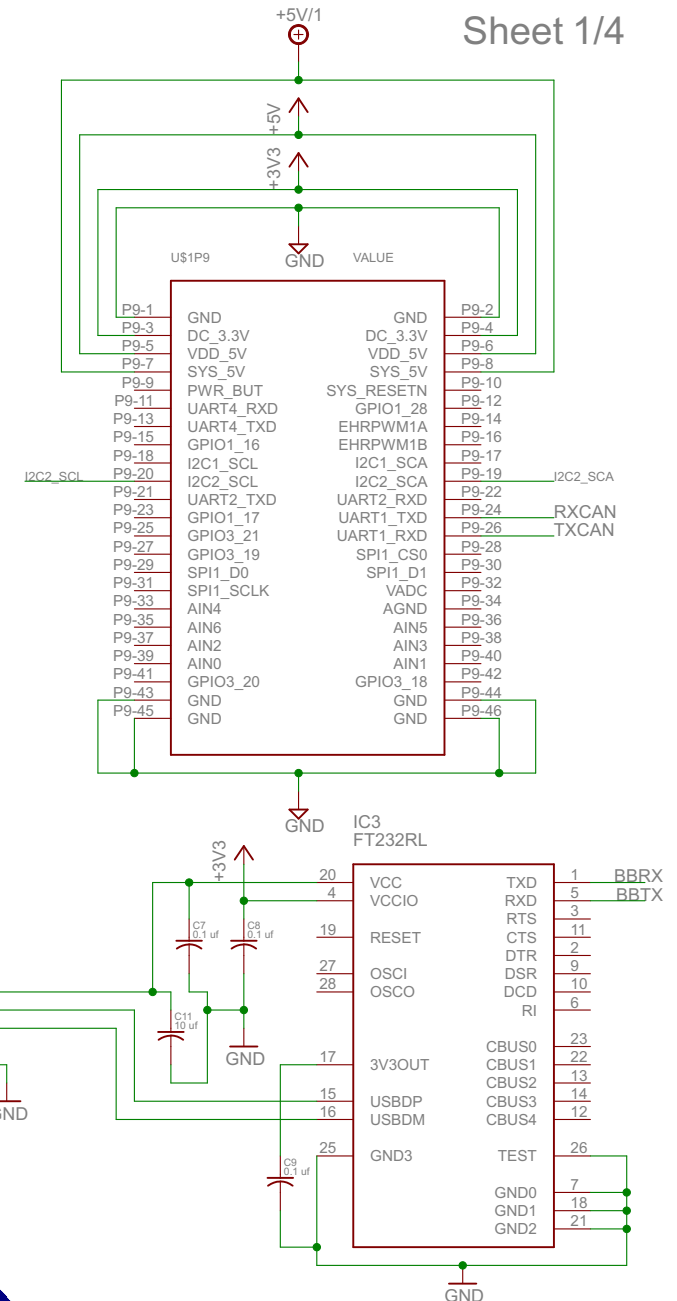 +5V/1
Sheet 1/4
+5V
+3V3
GND
U$1P9 VALUE
P9-1 GND GND P9-2
P9-3 DC_3.3V DC_3.3V P9-4
P9-5 VDD_5V VDD_5V P9-6
P9-7 SYS_5V SYS_5V P9-8
P9-9 PWR_BUT SYS_RESETN P9-10
P9-11 UART4_RXD GPIO1_28 P9-12
P9-13 UART4_TXD EHRPWM1A P9-14
P9-15 GPIO1_16 EHRPWM1B P9-16
P9-18 I2C1_SCL I2C1_SCA P9-17
I2C2_SCL P9-20 I2C2_SCL I2C2_SCA P9-19 I2C2_SCA
P9-21 UART2_TXD UART2_RXD P9-22
P9-23 GPIO1_17 UART1_TXD P9-24 RXCAN
P9-25 GPIO3_21 UART1_RXD P9-26 TXCAN
P9-27 GPIO3_19 SPI1_CS0 P9-28
P9-29 SPI1_D0 SPI1_D1 P9-30
P9-31 SPI1_SCLK VADC P9-32
P9-33 AIN4 AGND P9-34
P9-35 AIN6 AIN5 P9-36
P9-37 AIN2 AIN3 P9-38
P9-39 AIN0 AIN1 P9-40
P9-41 GPIO3_20 GPIO3_18 P9-42
P9-43 GND GND P9-44
P9-45 GND GND P9-46
GND
IC3
FT232RL
+3V3
20 VCC TXD 1 BBRX
4 VCCIO RXD 5 BBTX
RTS 3
C7
0.1 uf
C8
0.1 uf
19 RESET CTS 11
DTR 2
27 OSCI DSR 9
28 OSCO DCD 10
RI 6
C11
10 uf
GND
CBUS0 23
17 3V3OUT CBUS1 22
CBUS2 13
15 USBDP CBUS3 14
16 USBDM CBUS4 12
GND
25 GND3 TEST 26
C9
0.1 uf
GND0 7
GND1 18
GND2 21
GND